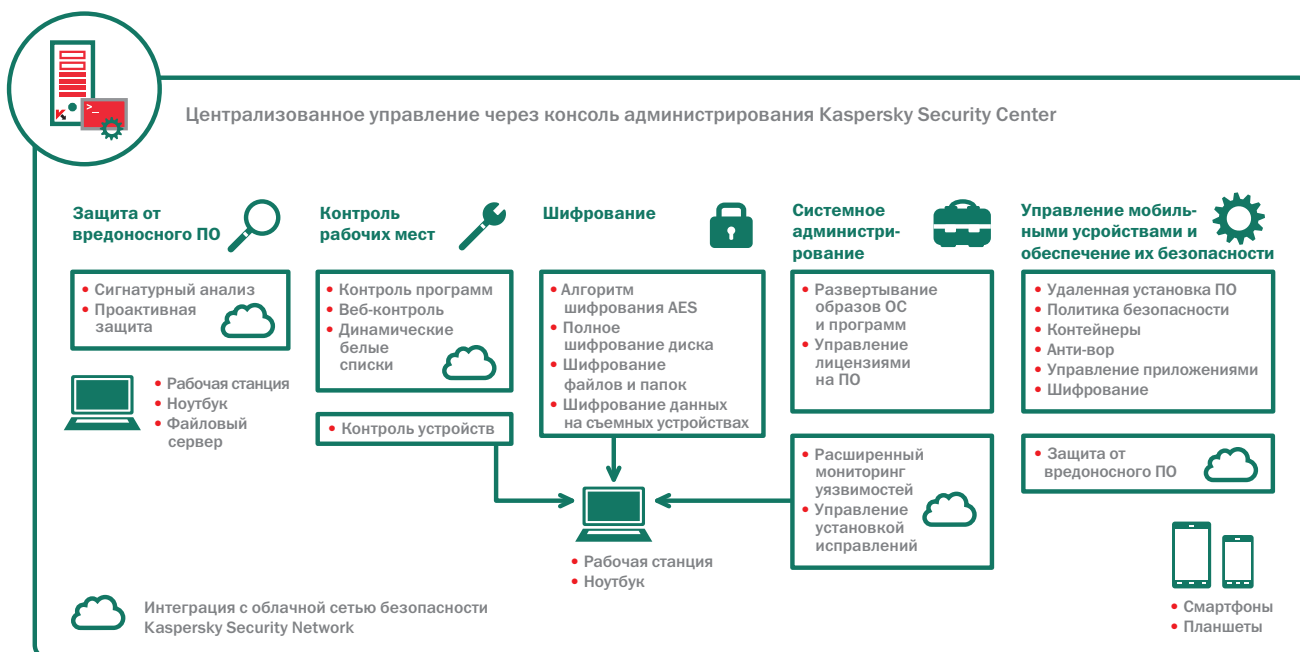 >_
Централизованное управление через консоль администрирования Kaspersky Security Center
Защита от
вредоносного ПО
• Сигнатурный анализ
• Проактивная
защита
• Рабочая станция
• Ноутбук
• Файловый
сервер
Контроль
рабочих мест
• Контроль программ
• Веб-контроль
• Динамические
белые
списки
• Контроль устройств
Шифрование
• Алгоритм
шифрования AES
• Полное
шифрование диска
• Шифрование
файлов и папок
• Шифрование данных
на съемных устройствах
• Рабочая станция
• Ноутбук
Системное
администри-
рование
• Развертывание
образов ОС
и программ
• Управление
лицензиями
на ПО
• Расширенный
мониторинг
уязвимостей
• Управление
установкой
исправлений
Управление мобиль-
ными усройствами и
обеспечение их безопасности
• Удаленная установка ПО
• Политика безопасности
• Контейнеры
• Анти-вор
• Управление приложениями
• Шифрование
• Защита от
вредоносного ПО
• Смартфоны
• Планшеты
Интеграция с облачной сетью безопасности
Kaspersky Security Network